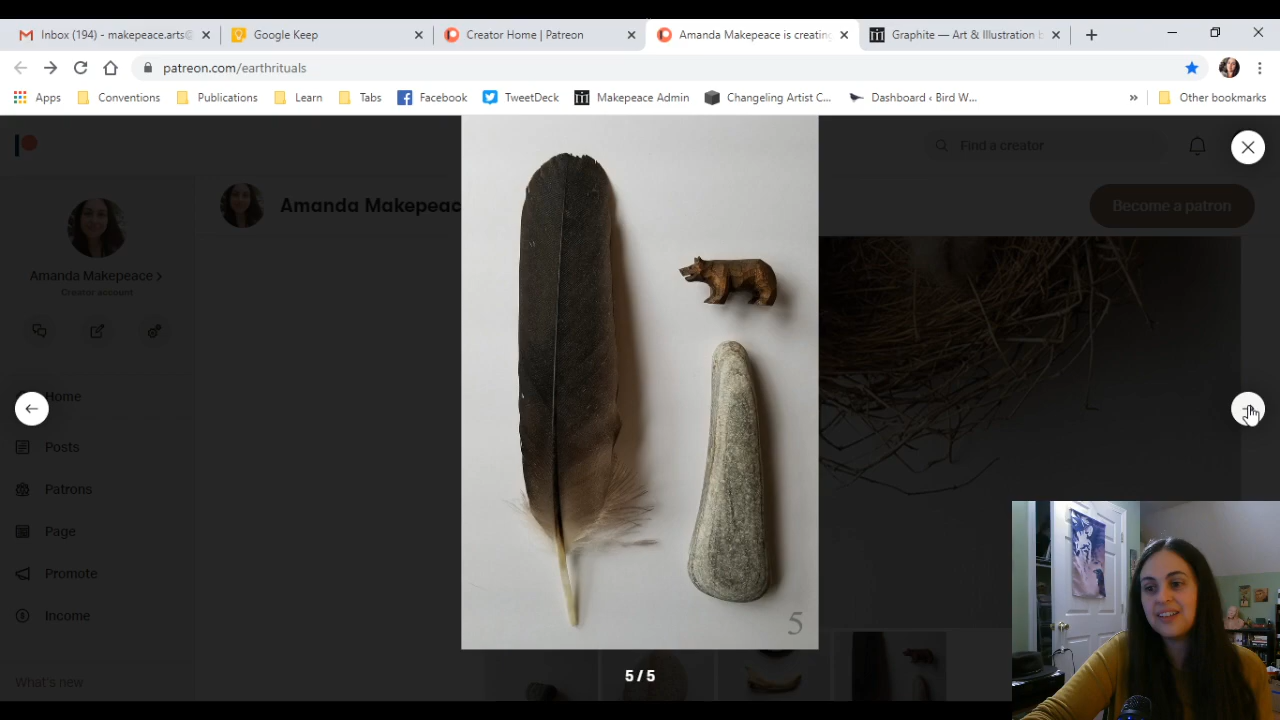 Inbox (194) - makepeace.arts@
Google Keep
Creator Home | Patreon
Amanda Makepeace is creating
Graphite — Art & Illustration b
patreon.com/earthrituals
Apps
Conventions
Publications
Learn
Tabs
Facebook
TweetDeck
Makepeace Admin
Changeling Artist C...
Dashboard ‹ Bird W...
»
Other bookmarks
Find a creator
Amanda Makepeac
Become a patron
Amanda Makepeace >
Creator account
Home
Posts
Patrons
Page
Promote
Income
What's new
5
5 / 5